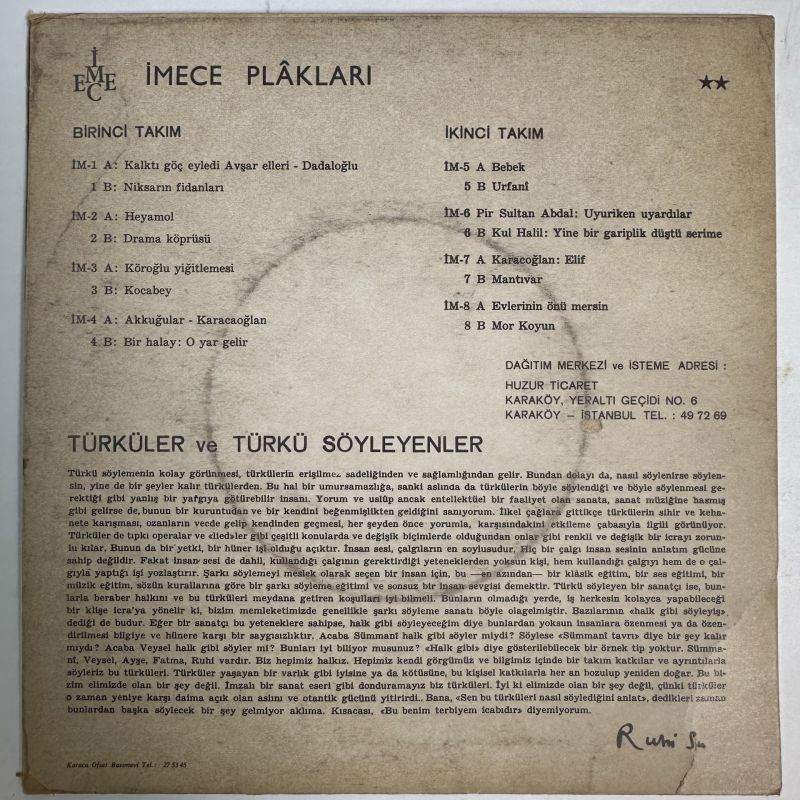 İMECE
İMECE PLÂKLARI
★★
BİRİNCİ TAKIM
İM-1 A: Kalktı göç eyledi Avşar elleri - Dadaloğlu
1 B: Niksarın fidanları
İM-2 A: Heyamol
2 B: Drama köprüsü
İM-3 A: Köroğlu yiğitlemesi
3 B: Kocabey
İM-4 A: Akkuğular - Karacaoğlan
4 B: Bir halay: O yar gelir
İKİNCİ TAKIM
İM-5 A Bebek
5 B Urfanî
İM-6 Pir Sultan Abdal: Uyuriken uyardılar
6 B Kul Halil: Yine bir gariplik düştü serime
İM-7 A Karacoğlan: Elif
7 B Mantıvar
İM-8 A Evlerinin önü mersin
8 B Mor Koyun
DAĞITIM MERKEZİ ve İSTEME ADRESİ :
HUZUR TİCARET
KARAKÖY, YERALTI GEÇİDİ NO. 6
KARAKÖY – İSTANBUL TEL. : 49 72 69
TÜRKÜLER ve TÜRKÜ SÖYLEYENLER
Türkü söylemenin kolay görünmesi, türkülerin erişilmez sadeliğinden ve sağlamlığından gelir. Bundan dolayı da, nasıl söylenirse söylen-
sin, yine de bir şeyler kalır türkülerden. Bu hal bir umursamazlığa, sanki aslında da türkülerin böyle söylendiği ve böyle söylenmesi ge-
rektiği gibi yanlış bir yargıya götürebilir insanı. Yorum ve uslûp ancak entellektüel bir faaliyet olan sanata, sanat müziğine hasmış
gibi gelirse de, bunun bir kuruntudan ve bir kendini beğenmişlikten geldiğini sanıyorum. İlkel çağlara gittikçe türkülerin sihir ve keha-
nete karışması, ozanların vecde gelip kendinden geçmesi, her şeyden önce yorumla, karşısındakini etkileme çabasıyla ilgili görünüyor.
Türküler de tıpkı operalar ve «lied»ler gibi çeşitli konularda ve değişik biçimlerde olduğundan onlar gibi renkli ve değişik bir icrayı zorun-
lu kılar. Bunun da bir yetki, bir hüner işi olduğu açıktır. İnsan sesi, çalgıların en soylusudur. Hiç bir çalgı insan sesinin anlatım gücüne
sahip değildir. Fakat insan sesi de dahil, kullandığı çalgının gerektirdiği yeteneklerden yoksun kişi, hem kullandığı çalgıyı hem de o çal-
gıyla yaptığı işi yozlaştırır. Şarkı söylemeyi meslek olarak seçen bir insan için, bu —en azından— bir klâsik eğitim, bir ses eğitimi, bir
müzik eğitimi, sözün kurallarına göre bir şarkı söyleme eğitimi ve sonsuz bir insan sevgisi demektir. Türkü söyleyen bir sanatçı ise, bun-
larla beraber halkını ve bu türküleri meydana getiren koşulları iyi bilmeli. Bunların olmadığı yerde, iş herkesin kolayca yapabileceği
bir klişe icra'ya yönelir ki, bizim memleketimizde genellikle şarkı söyleme sanatı böyle olagelmiştir. Bazılarının «halk gibi söyleyiş»,
dediği de budur. Eğer bir sanatçı bu yeteneklere sahipse, halk gibi söyleyeceğim diye bunlardan yoksun insanlara özenmesi ya da özen-
dirilmesi bilgiye ve hünere karşı bir saygısızlıktır. Acaba Sümmanî halk gibi söyler miydi? Söylese «Sümmanî tavrı» diye bir şey kalır
mıydı? Acaba Veysel halk gibi söyler mi? Bunları iyi biliyor musunuz? «Halk gibi» diye gösterilebilecek bir örnek tip yoktur. Sümma-
nî, Veysel, Ayşe, Fatma, Ruhi vardır. Biz hepimiz halkız. Hepimiz kendi görgümüz ve bilgimiz içinde bir takım katkılar ve ayrıntılarla
söyleriz bu türküleri. Türküler yaşayan bir varlık gibi iyisine ya da kötüsüne, bu kişisel katkılarla her an bozulup yeniden doğar. Bu bi-
zim elimizde olan bir şey değil. İmzalı bir sanat eseri gibi donduramayız biz türküleri. İyi ki elimizde olan bir şey değil, çünki türküler
o zaman yeniye karşı daima açık olan aslını ve otantik gücünü yitirirdi. Bana, «Sen bu türküleri nasıl söylediğini anlat», dedikleri zaman
bunlardan başka söylecek bir şey gelmiyor aklıma. Kısacası, «Bu benim terbiyem icabıdır» diyemiyorum.
Ruhi Su
Karaca Ofset Basımevi Tel.: 27 53 45